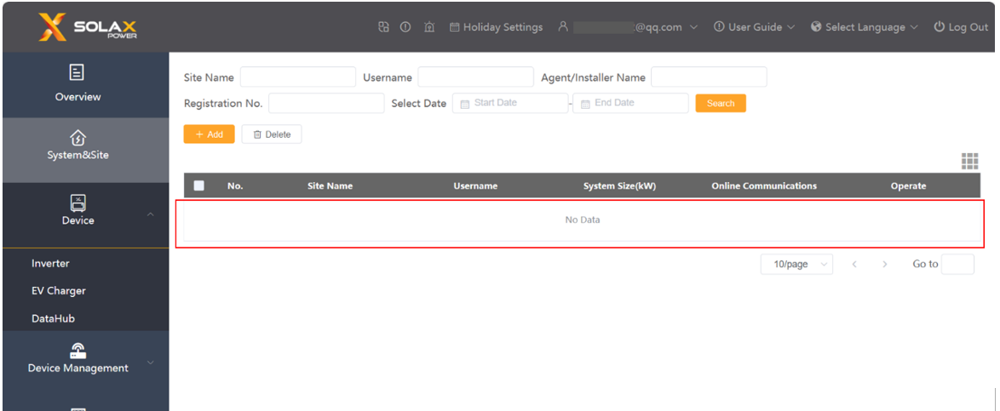 SOLAX POWER
Holiday Settings @qq.com User Guide Select Language Log Out
Overview
System&Site
Device
Inverter
EV Charger
DataHub
Device Management
Site Name Username Agent/Installer Name
Registration No. Select Date Start Date - End Date Search
+ Add Delete
No. Site Name Username System Size(kW) Online Communications Operate
No Data
10/page < > Go to